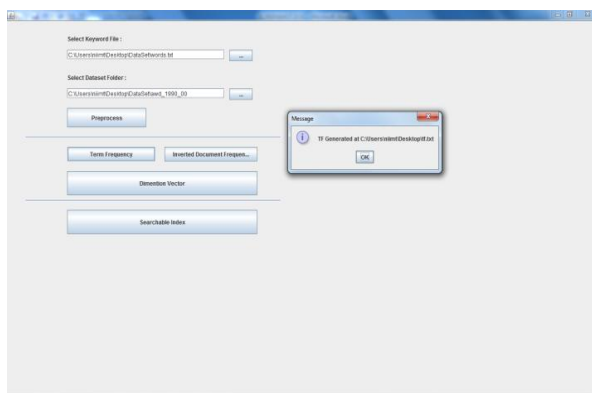 Select Keyword File :
C:\Users\nimit\Desktop\DataSet\words.txt
...
Select Dataset Folder :
C:\Users\nimit\Desktop\DataSet\awd_1990_00
...
Preprocess
Term Frequency
Inverted Document Frequen...
Dimention Vector
Searchable Index
Message
TF Generated at C:\Users\nimit\Desktop\tf.txt
OK